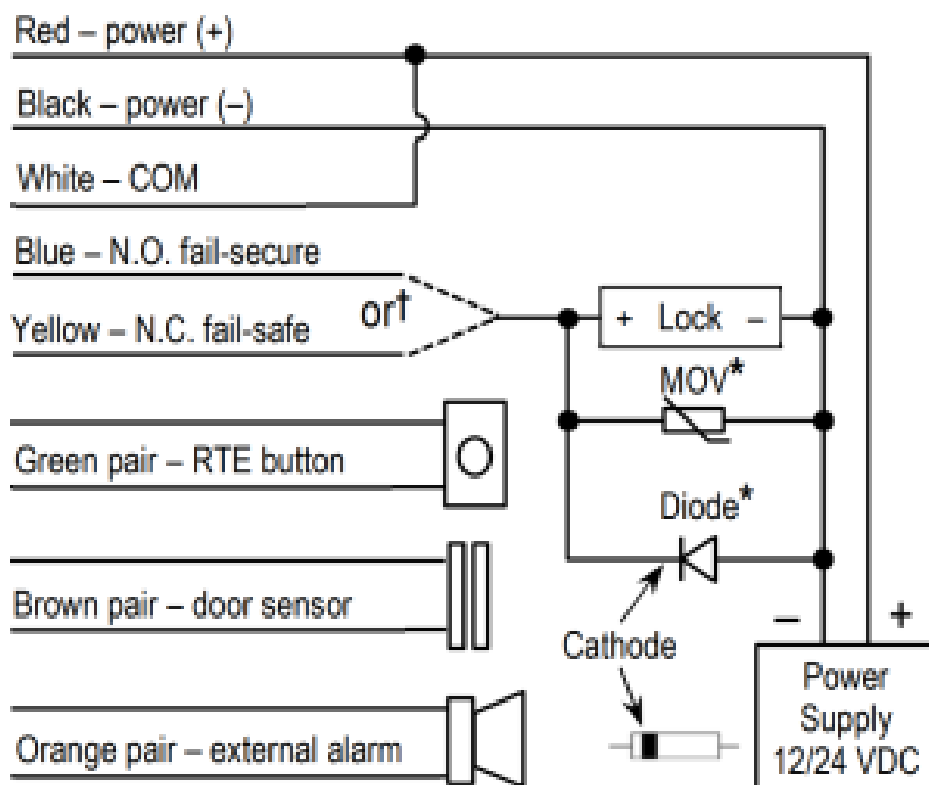 Red – power (+)
Black – power (–)
White – COM
Blue – N.O. fail-secure
or†
Yellow – N.C. fail-safe
+ Lock –
MOV*
Green pair – RTE button
Diode*
Brown pair – door sensor
Cathode
– +
Power
Supply
12/24 VDC
Orange pair – external alarm